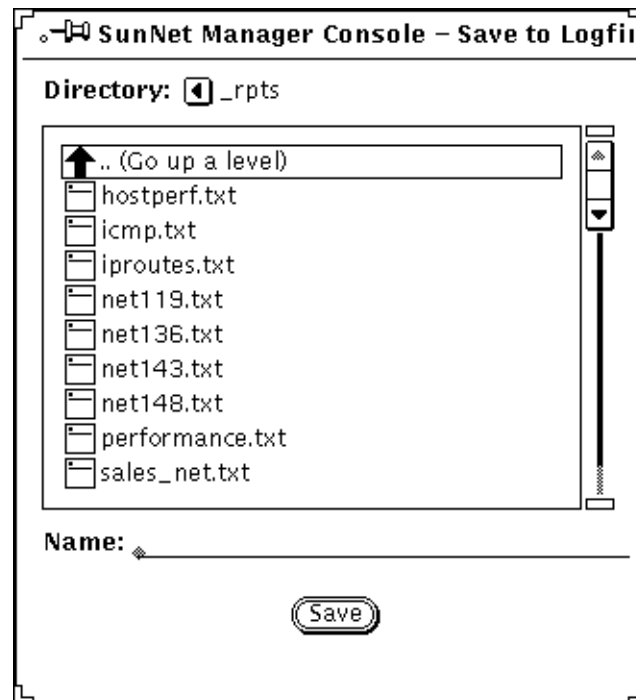 SunNet Manager Console – Save to Logfi
Directory: _rpts
.. (Go up a level)
hostperf.txt
icmp.txt
iproutes.txt
net119.txt
net136.txt
net143.txt
net148.txt
performance.txt
sales_net.txt
Name:
Save